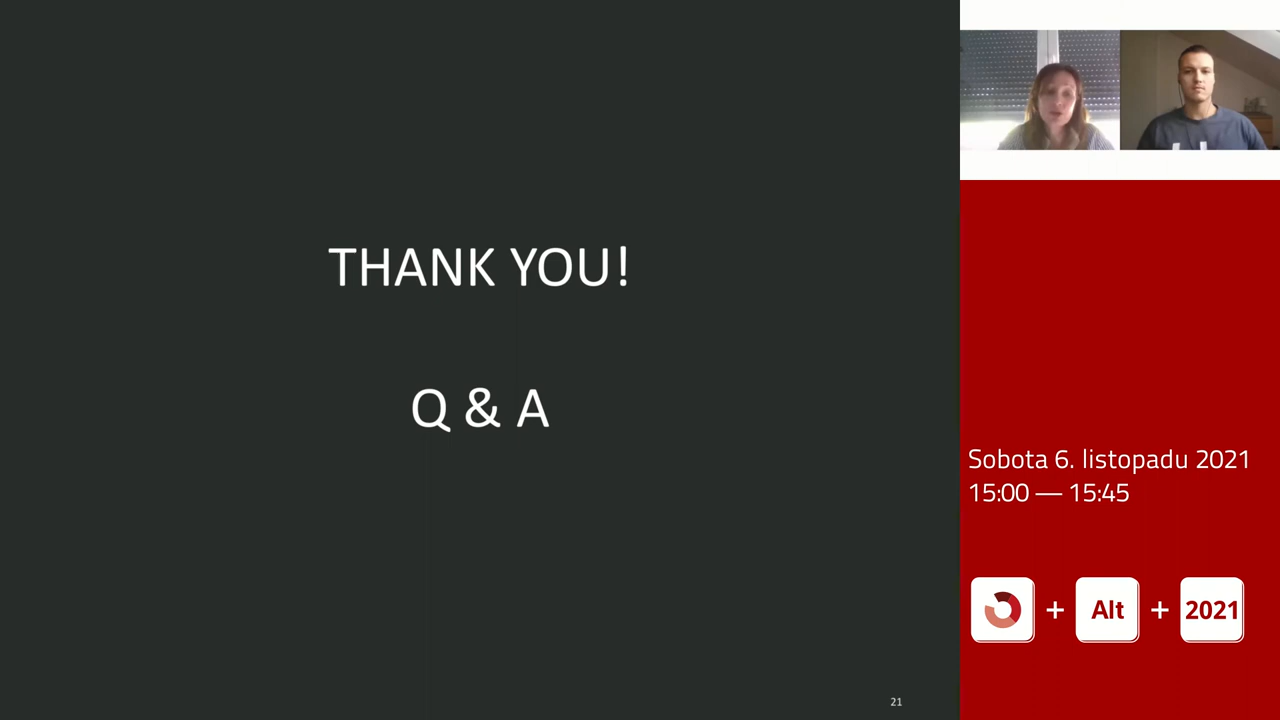 THANK YOU!
Q & A
21
Sobota 6. listopadu 2021
15:00 — 15:45
+ Alt + 2021